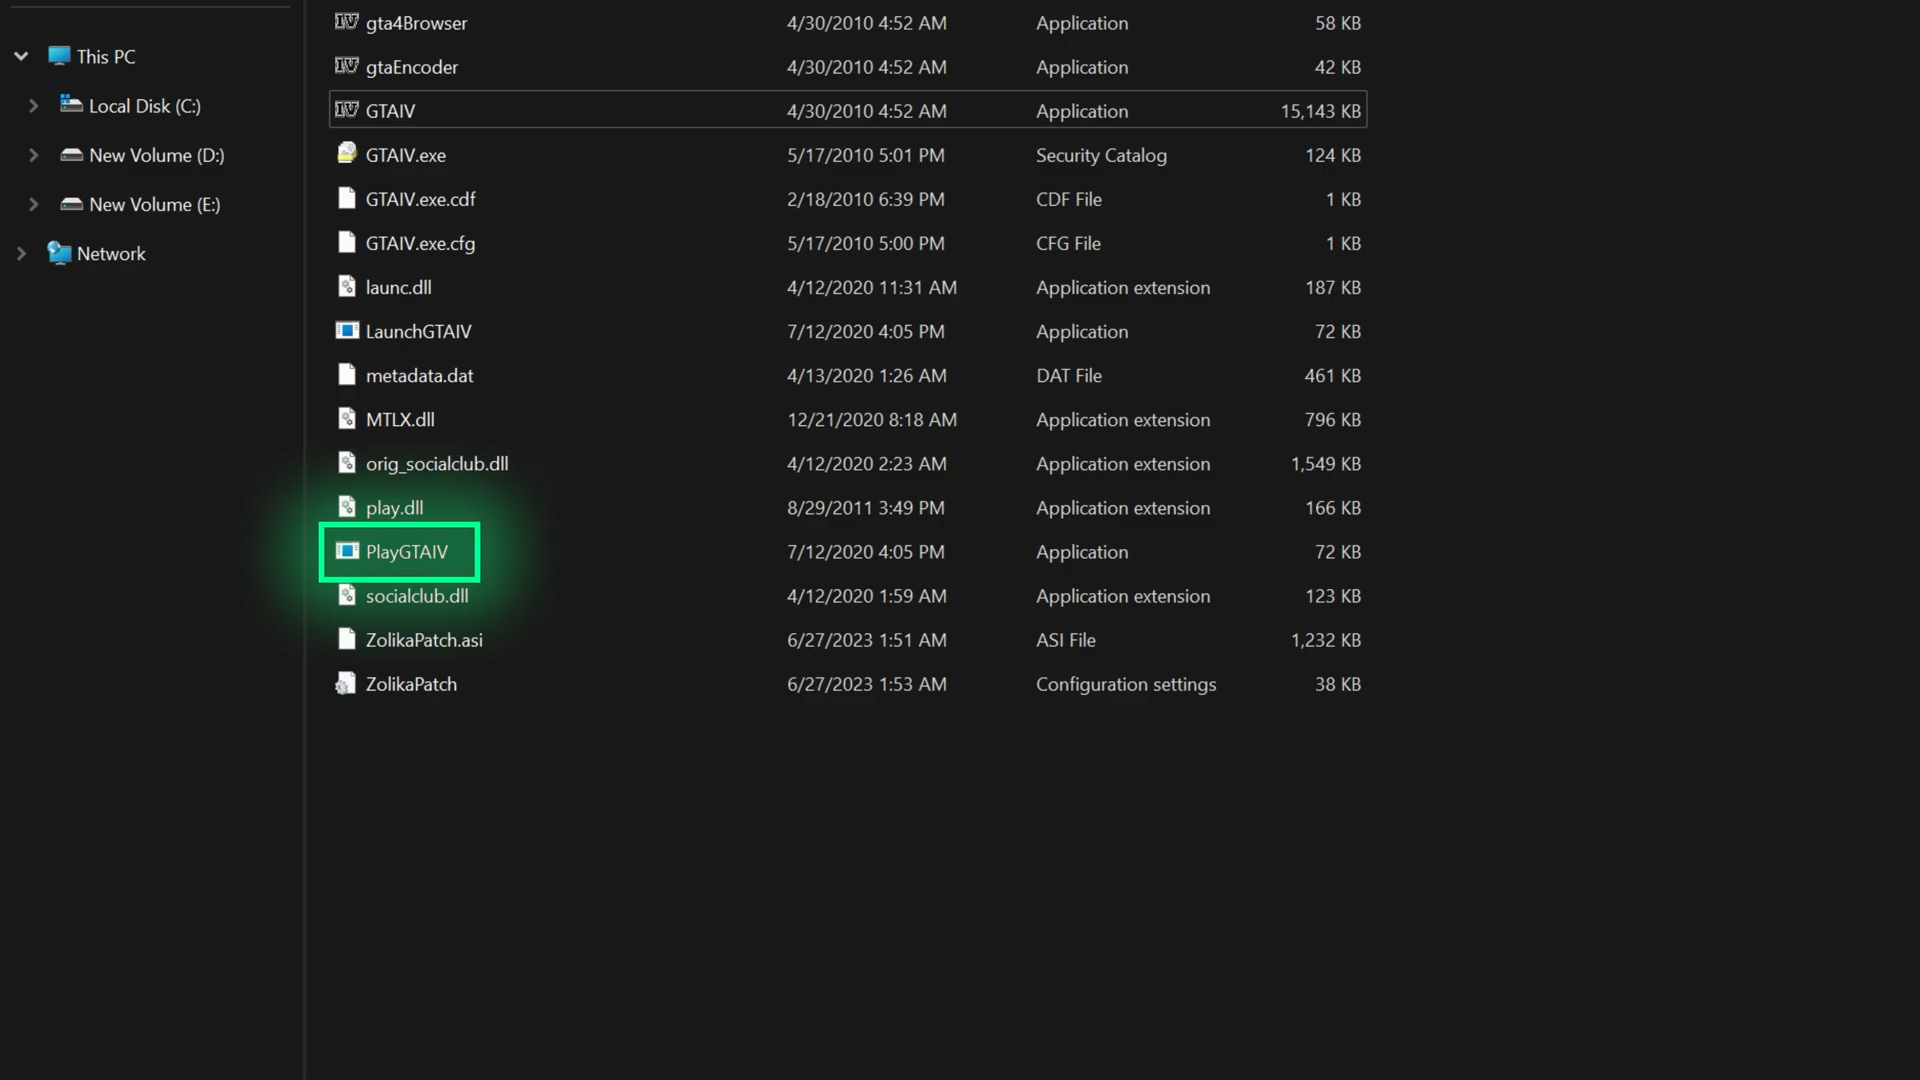 This PC
Local Disk (C:)
New Volume (D:)
New Volume (E:)
Network
gta4Browser 4/30/2010 4:52 AM Application 58 KB
gtaEncoder 4/30/2010 4:52 AM Application 42 KB
GTAIV 4/30/2010 4:52 AM Application 15,143 KB
GTAIV.exe 5/17/2010 5:01 PM Security Catalog 124 KB
GTAIV.exe.cdf 2/18/2010 6:39 PM CDF File 1 KB
GTAIV.exe.cfg 5/17/2010 5:00 PM CFG File 1 KB
launc.dll 4/12/2020 11:31 AM Application extension 187 KB
LaunchGTAIV 7/12/2020 4:05 PM Application 72 KB
metadata.dat 4/13/2020 1:26 AM DAT File 461 KB
MTLX.dll 12/21/2020 8:18 AM Application extension 796 KB
orig_socialclub.dll 4/12/2020 2:23 AM Application extension 1,549 KB
play.dll 8/29/2011 3:49 PM Application extension 166 KB
PlayGTAIV 7/12/2020 4:05 PM Application 72 KB
socialclub.dll 4/12/2020 1:59 AM Application extension 123 KB
ZolikaPatch.asi 6/27/2023 1:51 AM ASI File 1,232 KB
ZolikaPatch 6/27/2023 1:53 AM Configuration settings 38 KB